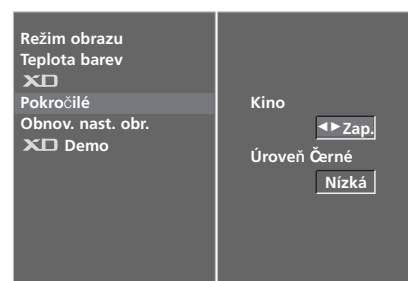 Režim obrazu
Teplota barev
XD
Pokročilé
Obnov. nast. obr.
XD Demo
Kino
◄► Zap.
Úroveň Černé
Nízká